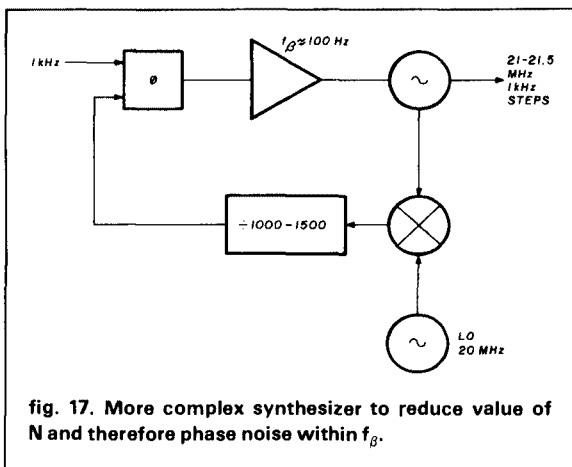 1kHz
ø
fβ≈100 Hz
~
21-21.5
MHz
1kHz
STEPS
÷1000-1500
~
LO
20 MHz
fig. 17. More complex synthesizer to reduce value of
N and therefore phase noise within fβ.